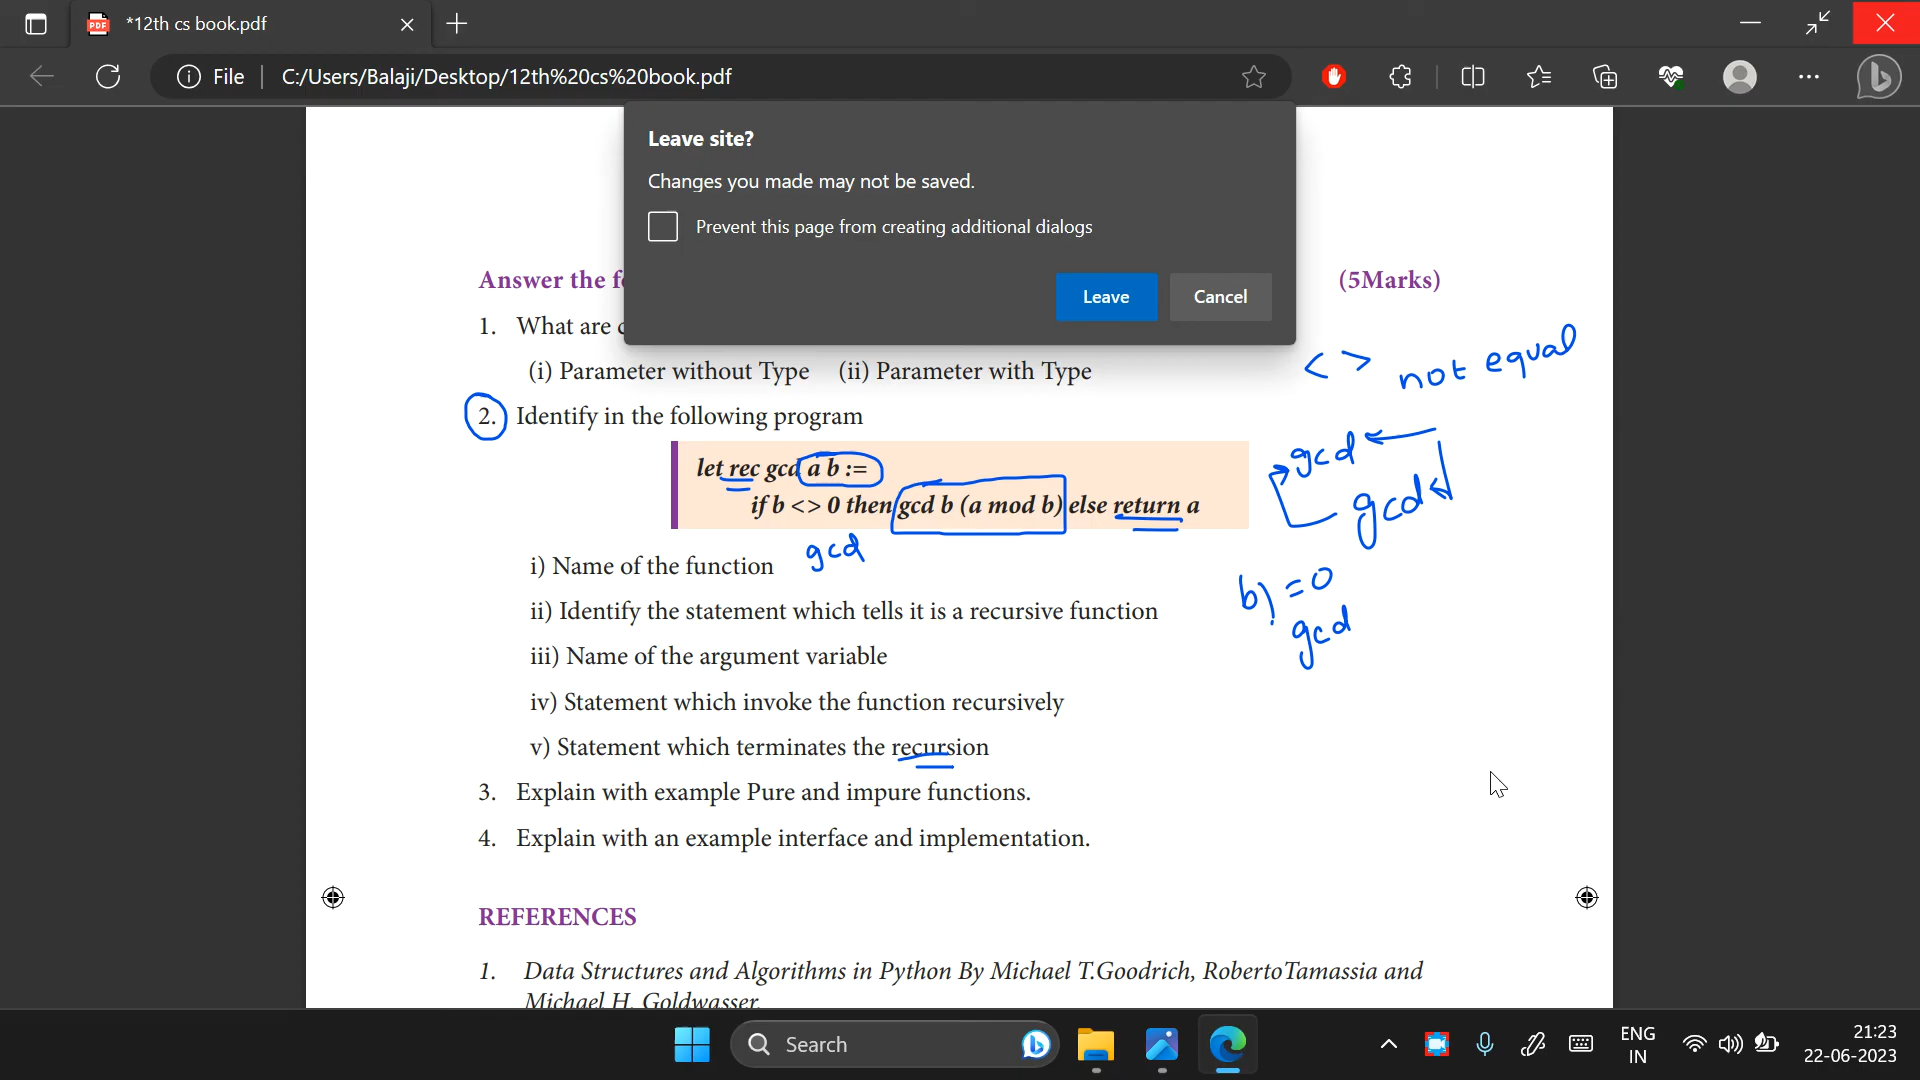 *12th cs book.pdf
File
C:/Users/Balaji/Desktop/12th%20cs%20book.pdf
Leave site?
Changes you made may not be saved.
Prevent this page from creating additional dialogs
Leave
Cancel
Answer the f
(5Marks)
1. What are
(i) Parameter without Type (ii) Parameter with Type
< > not equal
2. Identify in the following program
let rec gcd a b :=
if b <> 0 then gcd b (a mod b) else return a
gcd
gcd
i) Name of the function gcd
b != 0
ii) Identify the statement which tells it is a recursive function
gcd
iii) Name of the argument variable
iv) Statement which invoke the function recursively
v) Statement which terminates the recursion
3. Explain with example Pure and impure functions.
4. Explain with an example interface and implementation.
REFERENCES
1. Data Structures and Algorithms in Python By Michael T.Goodrich, RobertoTamassia and
Michael H. Goldwasser.
Search
ENG
IN
21:23
22-06-2023